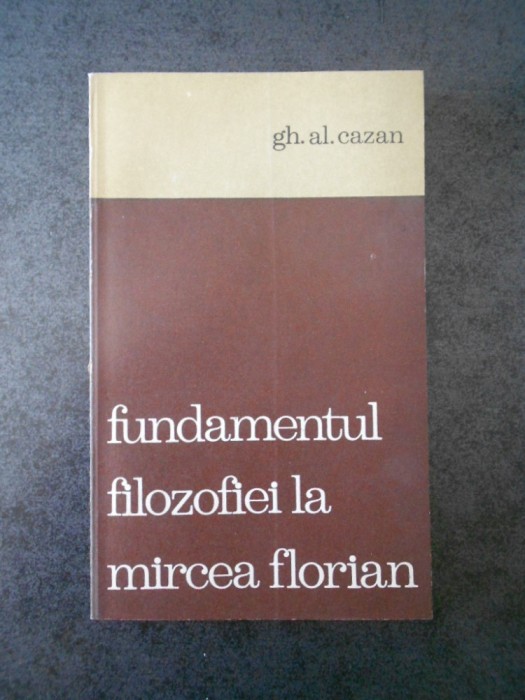 gh. al. cazan
fundamentul
filozofiei la
mircea florian